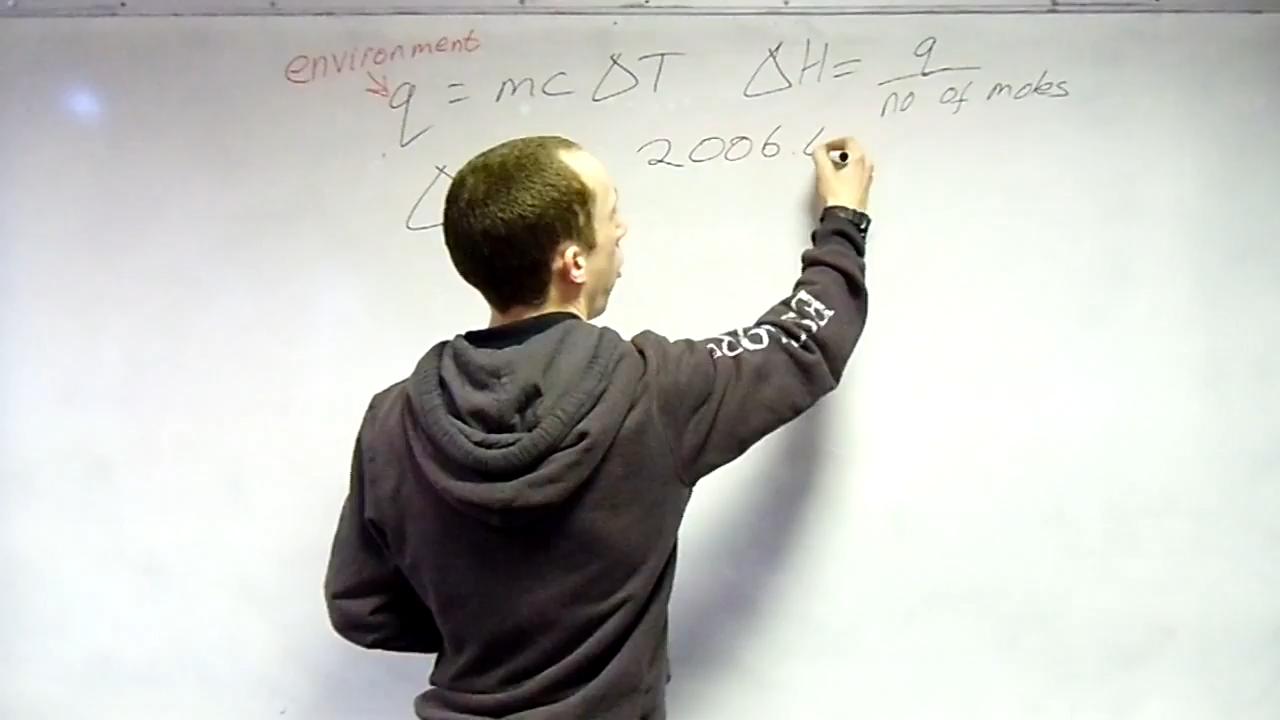 environment
q = mc ΔT ΔH = q / no of moles
Δ 2006.